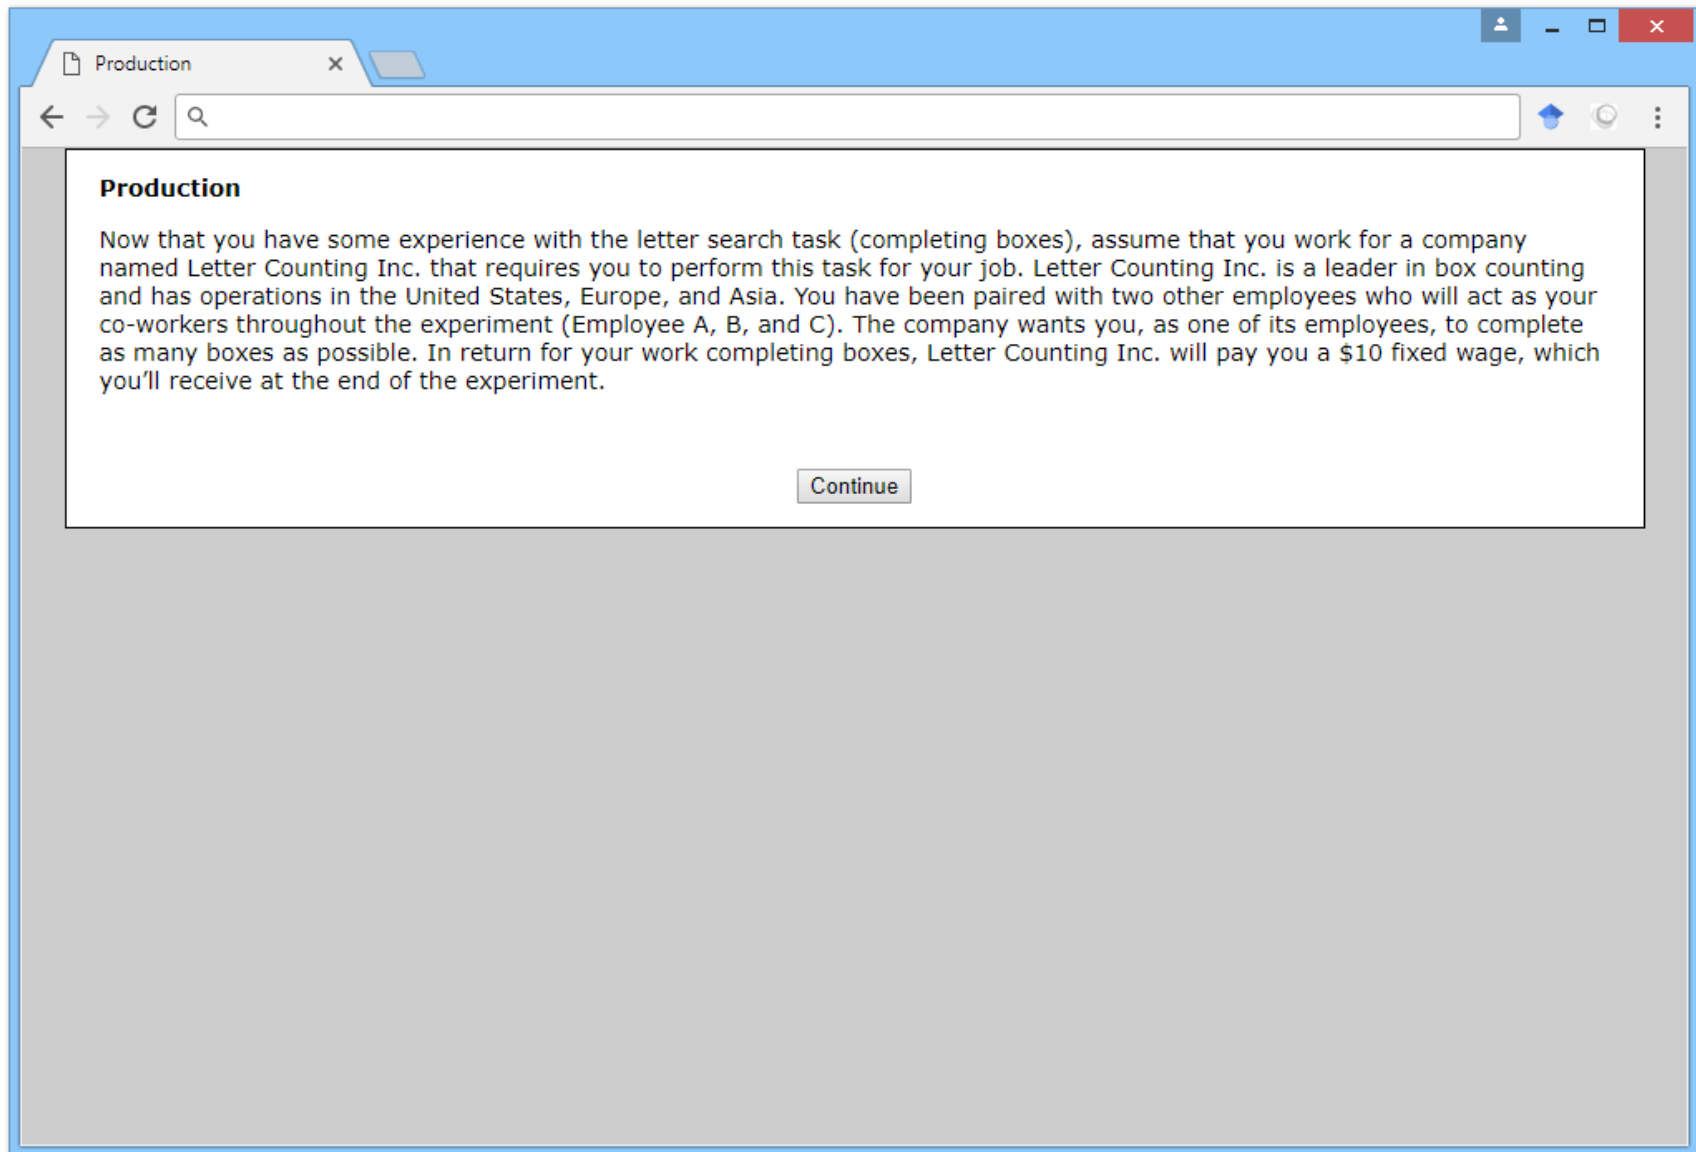 Production
Production
Now that you have some experience with the letter search task (completing boxes), assume that you work for a company
named Letter Counting Inc. that requires you to perform this task for your job. Letter Counting Inc. is a leader in box counting
and has operations in the United States, Europe, and Asia. You have been paired with two other employees who will act as your
co-workers throughout the experiment (Employee A, B, and C). The company wants you, as one of its employees, to complete
as many boxes as possible. In return for your work completing boxes, Letter Counting Inc. will pay you a $10 fixed wage, which
you’ll receive at the end of the experiment.
Continue